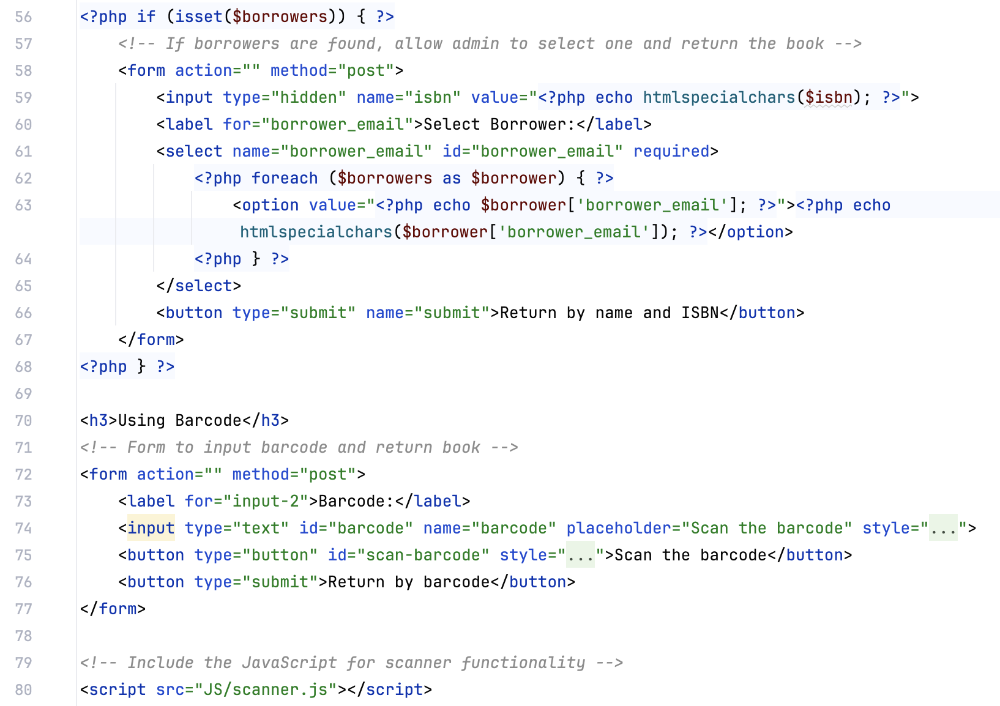 56 <?php if (isset($borrowers)) { ?>
57 <!-- If borrowers are found, allow admin to select one and return the book -->
58 <form action="" method="post">
59 <input type="hidden" name="isbn" value="<?php echo htmlspecialchars($isbn); ?>">
60 <label for="borrower_email">Select Borrower:</label>
61 <select name="borrower_email" id="borrower_email" required>
62 <?php foreach ($borrowers as $borrower) { ?>
63 <option value="<?php echo $borrower['borrower_email']; ?>"><?php echo
htmlspecialchars($borrower['borrower_email']); ?></option>
64 <?php } ?>
65 </select>
66 <button type="submit" name="submit">Return by name and ISBN</button>
67 </form>
68 <?php } ?>
69
70 <h3>Using Barcode</h3>
71 <!-- Form to input barcode and return book -->
72 <form action="" method="post">
73 <label for="input-2">Barcode:</label>
74 <input type="text" id="barcode" name="barcode" placeholder="Scan the barcode" style="...">
75 <button type="button" id="scan-barcode" style="...">Scan the barcode</button>
76 <button type="submit">Return by barcode</button>
77 </form>
78
79 <!-- Include the JavaScript for scanner functionality -->
80 <script src="JS/scanner.js"></script>